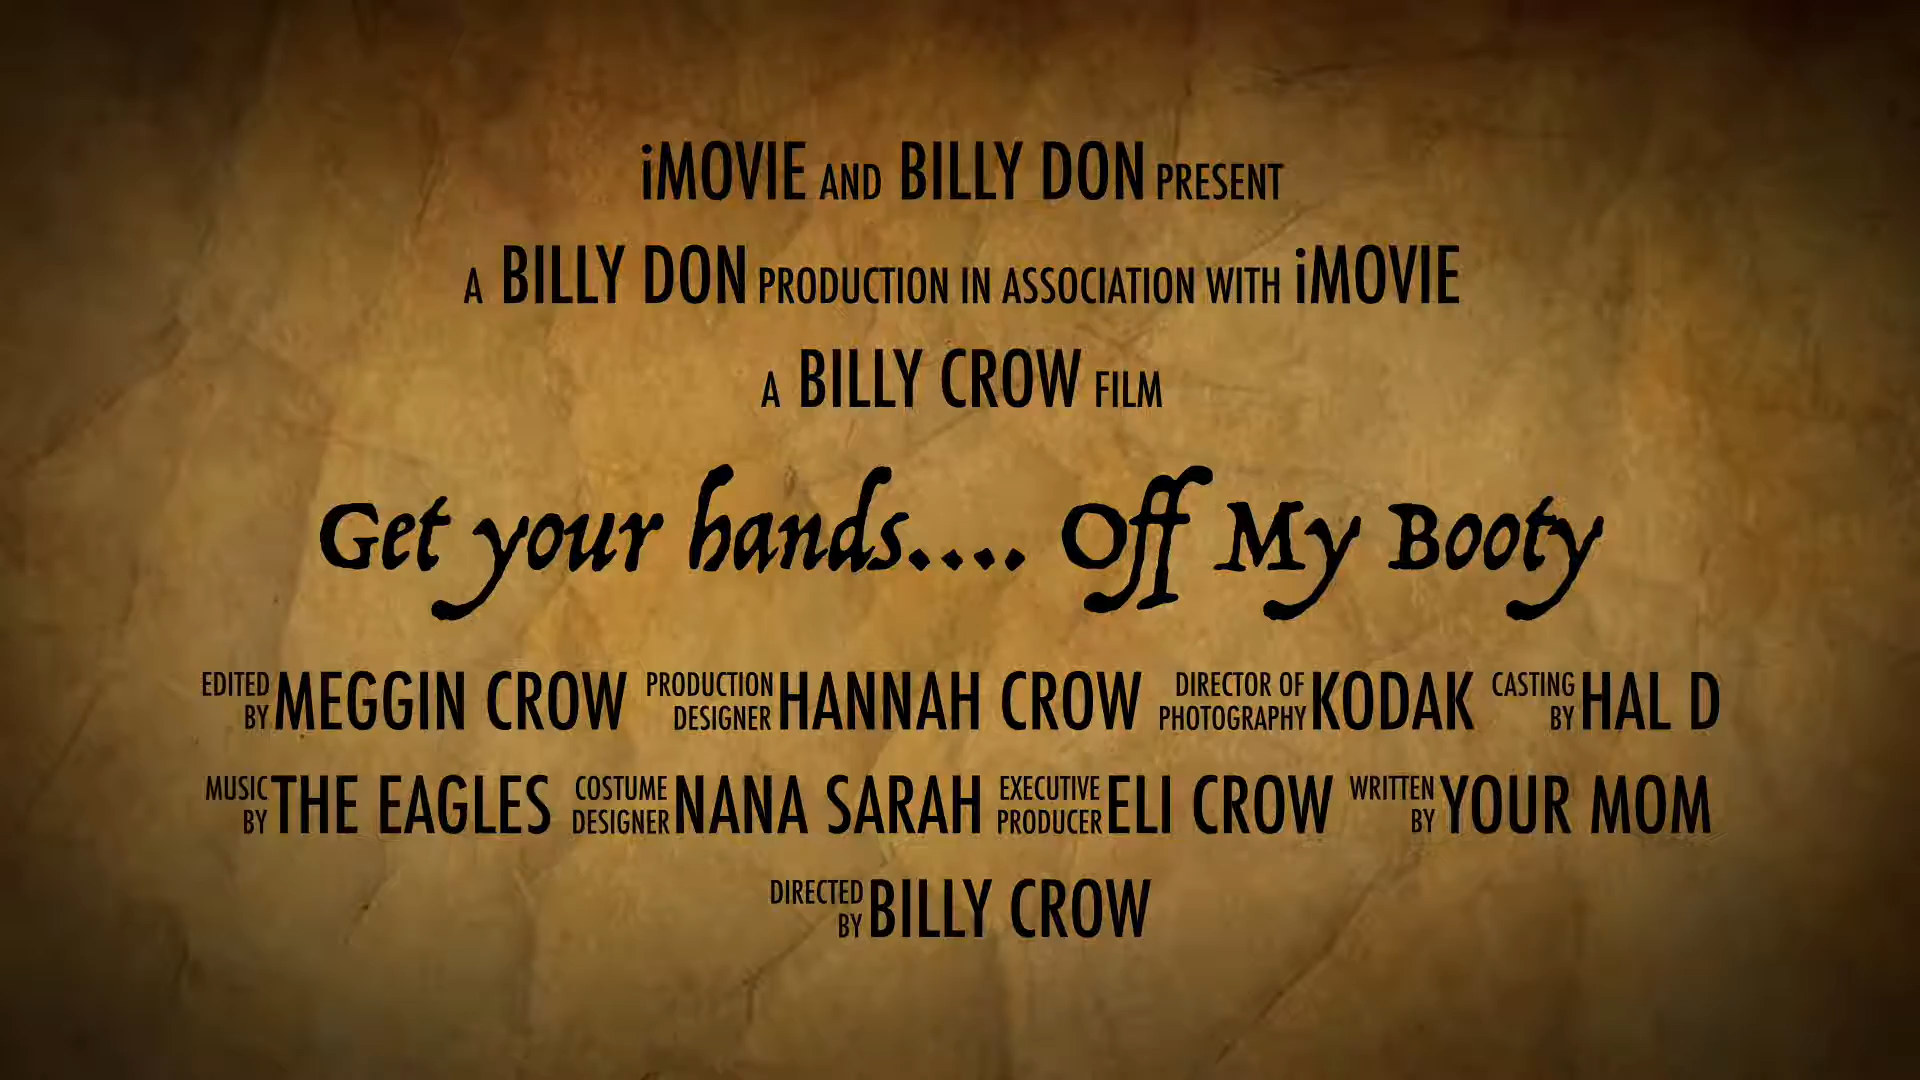 iMOVIE AND BILLY DON PRESENT
A BILLY DON PRODUCTION IN ASSOCIATION WITH iMOVIE
A BILLY CROW FILM
Get your hands.... Off My Booty
EDITED BY MEGGIN CROW PRODUCTION DESIGNER HANNAH CROW DIRECTOR OF PHOTOGRAPHY KODAK CASTING BY HAL D
MUSIC BY THE EAGLES COSTUME DESIGNER NANA SARAH EXECUTIVE PRODUCER ELI CROW WRITTEN BY YOUR MOM
DIRECTED BY BILLY CROW